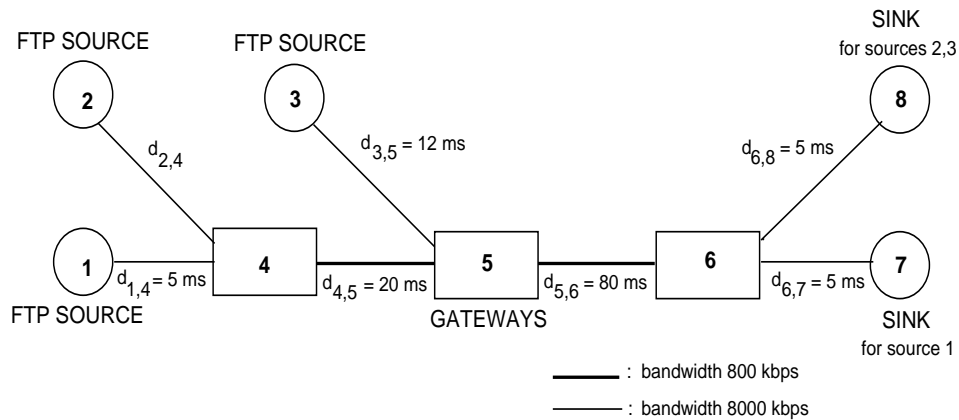 FTP SOURCE
FTP SOURCE
SINK
for sources 2,3
2
3
8
d2,4
d3,5 = 12 ms
d6,8 = 5 ms
1
4
5
6
7
d1,4 = 5 ms
d4,5 = 20 ms
d5,6 = 80 ms
d6,7 = 5 ms
FTP SOURCE
GATEWAYS
SINK
for source 1
: bandwidth 800 kbps
: bandwidth 8000 kbps